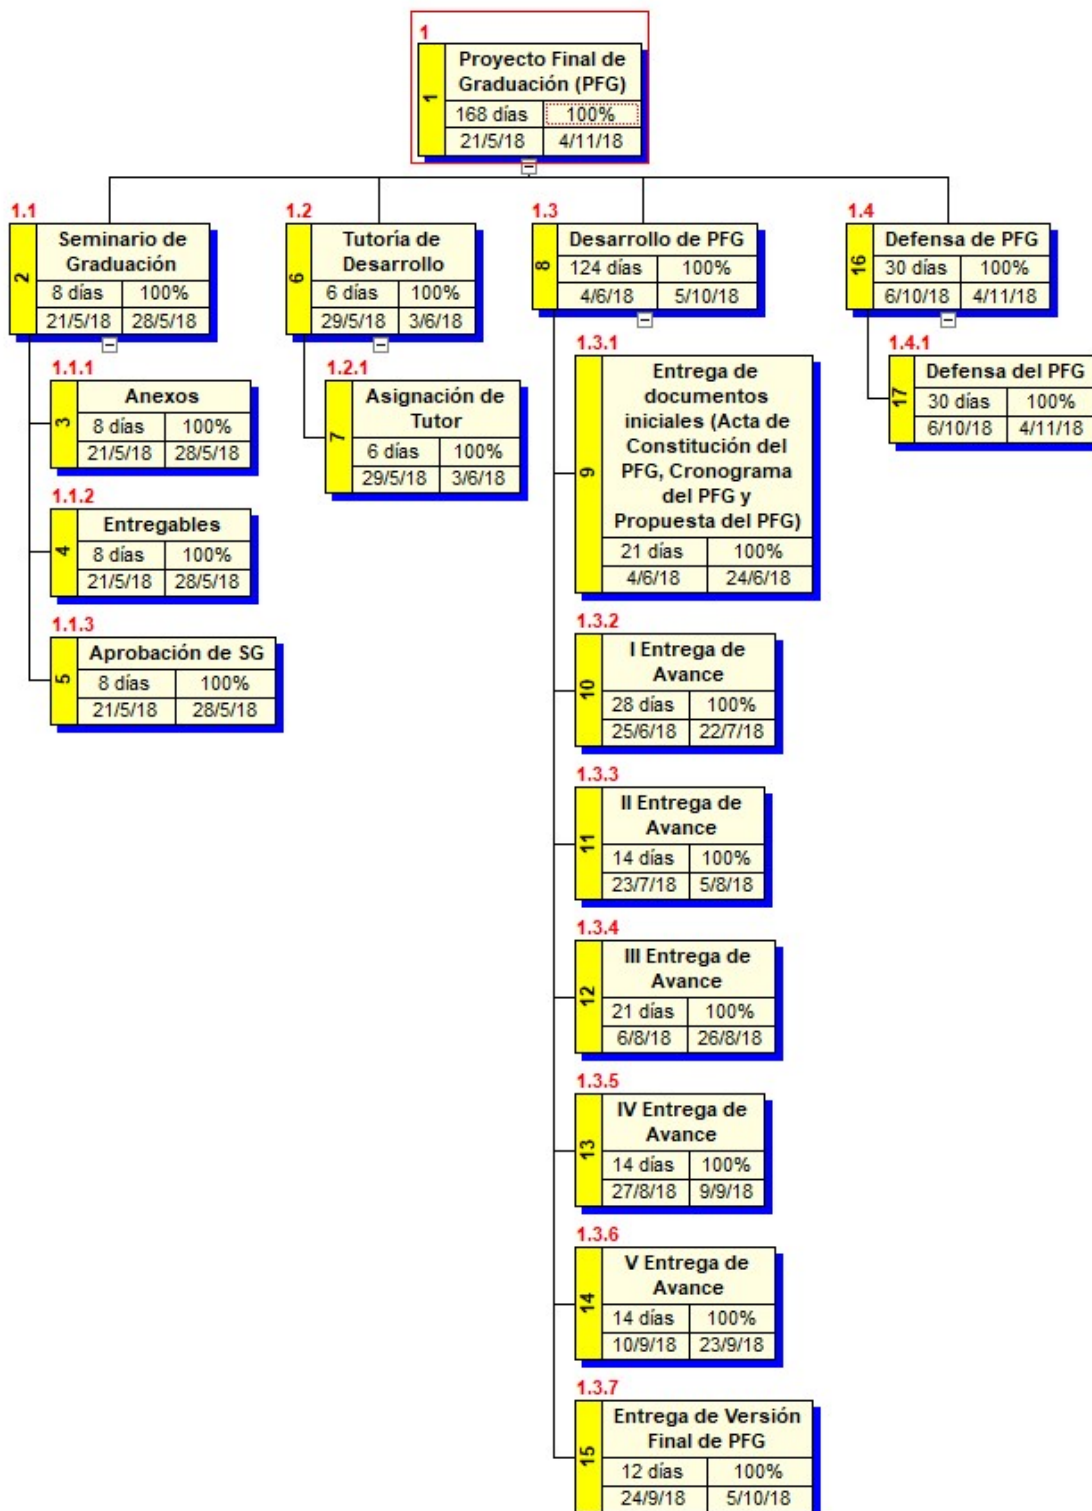 1
1
Proyecto Final de
Graduación (PFG)
168 días 100%
21/5/18 4/11/18
1.1
2
Seminario de
Graduación
8 días 100%
21/5/18 28/5/18
1.1.1
3
Anexos
8 días 100%
21/5/18 28/5/18
1.1.2
4
Entregables
8 días 100%
21/5/18 28/5/18
1.1.3
5
Aprobación de SG
8 días 100%
21/5/18 28/5/18
1.2
6
Tutoría de
Desarrollo
6 días 100%
29/5/18 3/6/18
1.2.1
7
Asignación de
Tutor
6 días 100%
29/5/18 3/6/18
1.3
8
Desarrollo de PFG
124 días 100%
4/6/18 5/10/18
1.3.1
9
Entrega de
documentos
iniciales (Acta de
Constitución del
PFG, Cronograma
del PFG y
Propuesta del PFG)
21 días 100%
4/6/18 24/6/18
1.3.2
10
I Entrega de
Avance
28 días 100%
25/6/18 22/7/18
1.3.3
11
II Entrega de
Avance
14 días 100%
23/7/18 5/8/18
1.3.4
12
III Entrega de
Avance
21 días 100%
6/8/18 26/8/18
1.3.5
13
IV Entrega de
Avance
14 días 100%
27/8/18 9/9/18
1.3.6
14
V Entrega de
Avance
14 días 100%
10/9/18 23/9/18
1.3.7
15
Entrega de Versión
Final de PFG
12 días 100%
24/9/18 5/10/18
1.4
16
Defensa de PFG
30 días 100%
6/10/18 4/11/18
1.4.1
17
Defensa del PFG
30 días 100%
6/10/18 4/11/18